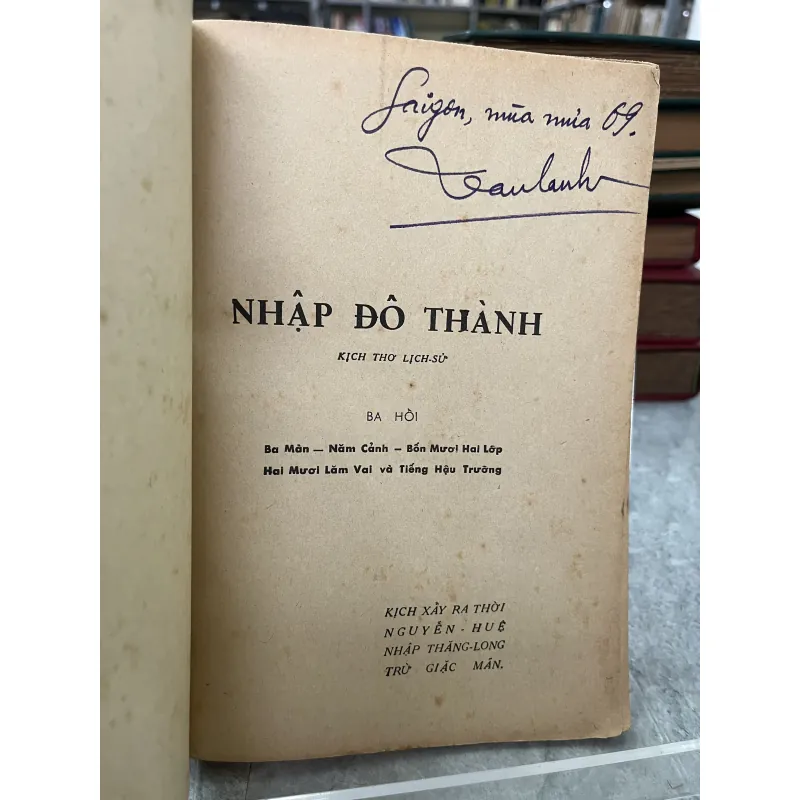 Saigon, mùa mưa 69.
NHẬP ĐÔ THÀNH
KỊCH THƠ LỊCH-SỬ
BA HỒI
Ba Màn — Năm Cảnh — Bốn Mươi Hai Lớp
Hai Mươi Lăm Vai và Tiếng Hậu Trường
KỊCH XẢY RA THỜI
NGUYỄN - HUỆ
NHẬP THĂNG-LONG
TRỪ GIẶC MÃN.